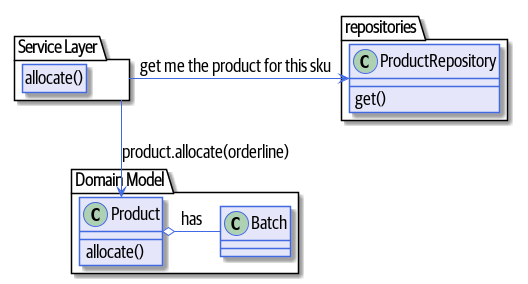 repositories
Service Layer
allocate()
get me the product for this sku
C ProductRepository
get()
product.allocate(orderline)
Domain Model
C Product
has
C Batch
allocate()